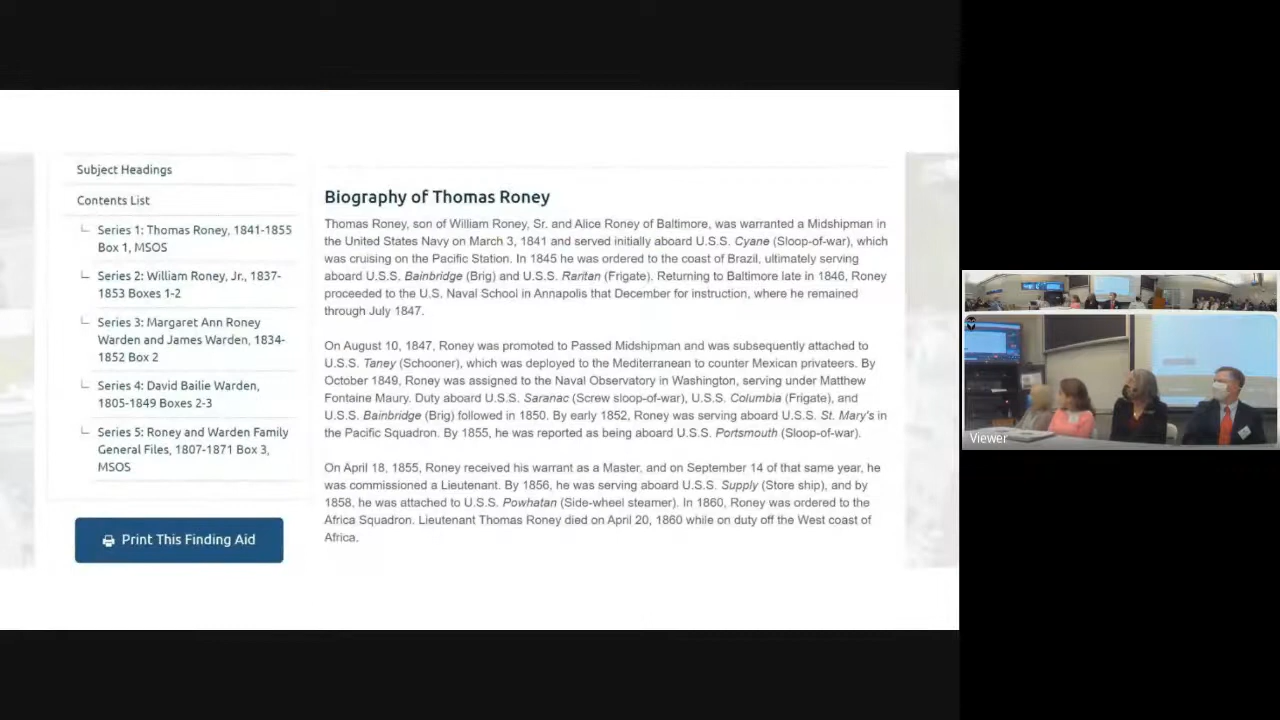 Subject Headings
Contents List
Series 1: Thomas Roney, 1841-1855
Box 1, MSOS
Series 2: William Roney, Jr., 1837-
1853 Boxes 1-2
Series 3: Margaret Ann Roney
Warden and James Warden, 1834-
1852 Box 2
Series 4: David Bailie Warden,
1805-1849 Boxes 2-3
Series 5: Roney and Warden Family
General Files, 1807-1871 Box 3,
MSOS
Print This Finding Aid
Biography of Thomas Roney
Thomas Roney, son of William Roney, Sr. and Alice Roney of Baltimore, was warranted a Midshipman in
the United States Navy on March 3, 1841 and served initially aboard U.S.S. Cyane (Sloop-of-war), which
was cruising on the Pacific Station. In 1845 he was ordered to the coast of Brazil, ultimately serving
aboard U.S.S. Bainbridge (Brig) and U.S.S. Raritan (Frigate). Returning to Baltimore late in 1846, Roney
proceeded to the U.S. Naval School in Annapolis that December for instruction, where he remained
through July 1847.
On August 10, 1847, Roney was promoted to Passed Midshipman and was subsequently attached to
U.S.S. Taney (Schooner), which was deployed to the Mediterranean to counter Mexican privateers. By
October 1849, Roney was assigned to the Naval Observatory in Washington, serving under Matthew
Fontaine Maury. Duty aboard U.S.S. Saranac (Screw sloop-of-war), U.S.S. Columbia (Frigate), and
U.S.S. Bainbridge (Brig) followed in 1850. By early 1852, Roney was serving aboard U.S.S. St. Mary's in
the Pacific Squadron. By 1855, he was reported as being aboard U.S.S. Portsmouth (Sloop-of-war).
On April 18, 1855, Roney received his warrant as a Master, and on September 14 of that same year, he
was commissioned a Lieutenant. By 1856, he was serving aboard U.S.S. Supply (Store ship), and by
1858, he was attached to U.S.S. Powhatan (Side-wheel steamer). In 1860, Roney was ordered to the
Africa Squadron. Lieutenant Thomas Roney died on April 20, 1860 while on duty off the West coast of
Africa.
Viewer